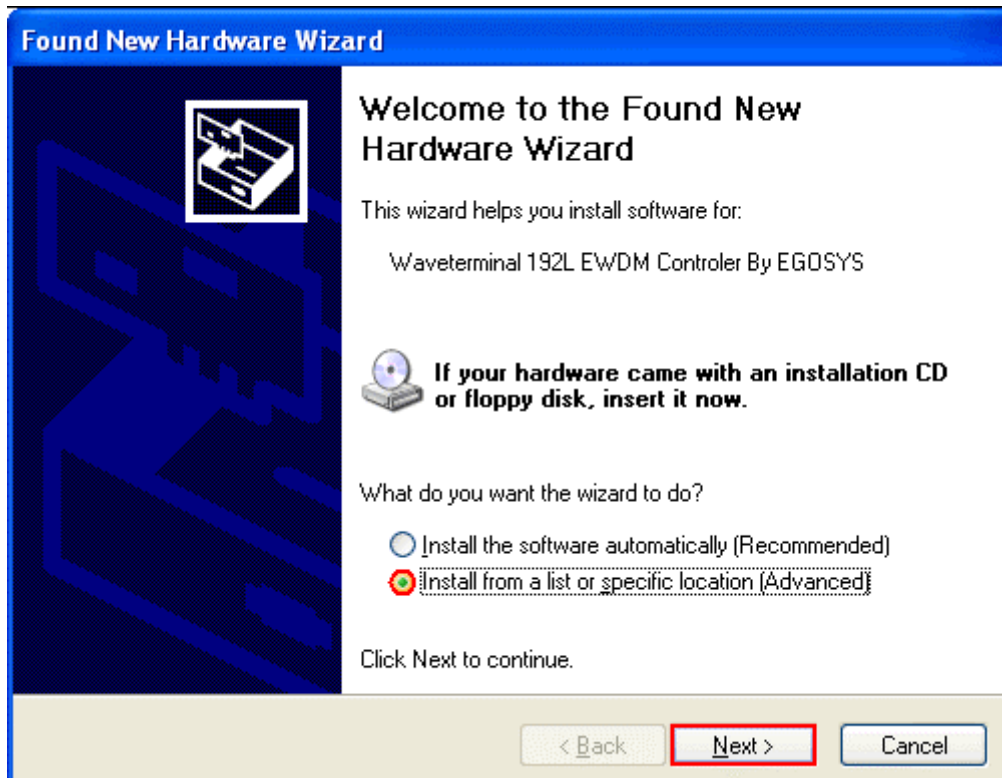 Found New Hardware Wizard
Welcome to the Found New
Hardware Wizard
This wizard helps you install software for:
Waveterminal 192L EWDM Controler By EGOSYS
If your hardware came with an installation CD
or floppy disk, insert it now.
What do you want the wizard to do?
Install the software automatically (Recommended)
Install from a list or specific location (Advanced)
Click Next to continue.
< Back Next > Cancel